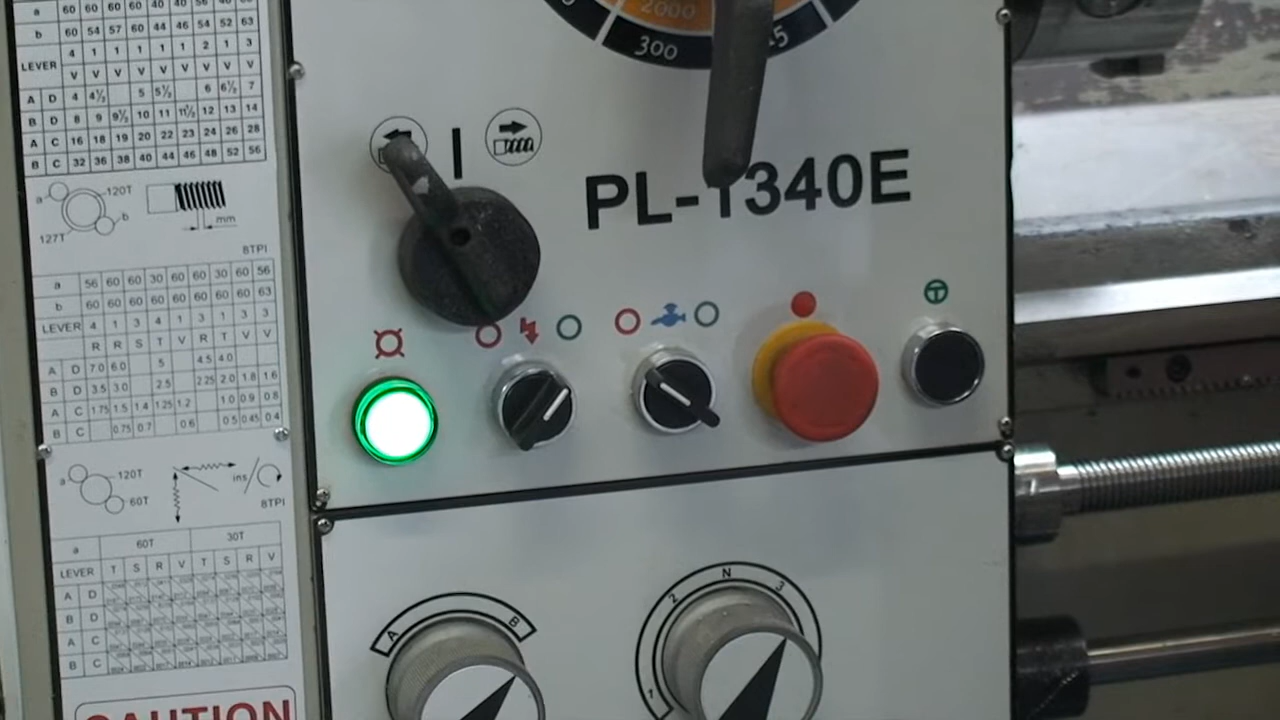 a 60 60 60 60 40 40 56 40 60
b 60 54 57 60 44 46 54 52 63
LEVER 4 1 1 1 1 1 2 1 3
V V V V V V V V V
A D 4 4½ 5 5½ 6 6½ 7
B D 8 9 9½ 10 11 11½ 12 13 14
A C 16 18 19 20 22 23 24 26 28
B C 32 36 38 40 44 46 48 52 56
2000
300
45
PL-1340E
a 120T
b
127T
mm
8TPI
a 56 60 60 30 60 60 30 60 56
b 60 60 60 60 60 60 60 60 63
LEVER 4 1 3 1 3 1 1 3 3
R R S T V R T V V
A D 7.0 6.0 5 4.5 4.0
B D 3.5 3.0 2.5 2.25 2.0 1.8 1.6
A C 1.75 1.5 1.4 1.25 1.2 1.0 0.9 0.8
B C 0.75 0.7 0.6 0.5 0.45 0.4
a 120T
60T
ins/
8TPI
a 60T 30T
LEVER T S R V T S R V
A D
B D
A C
B C
A B
1 2 N 3
CAUTION